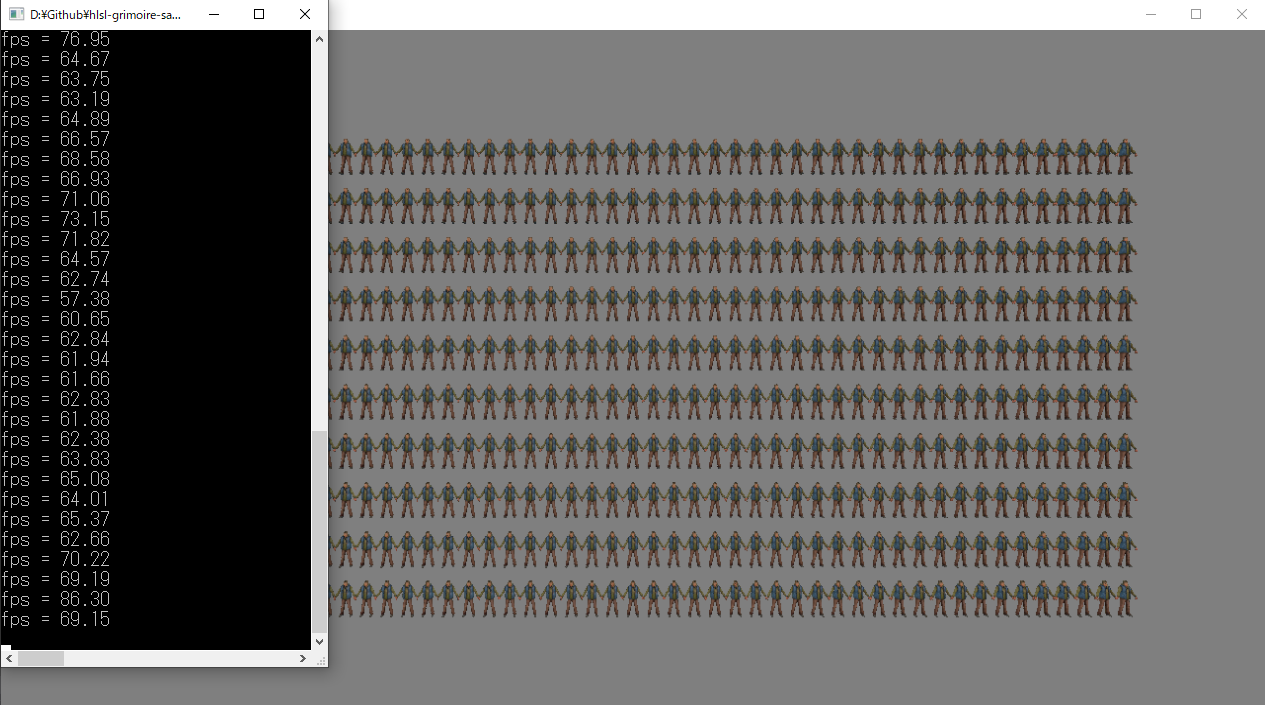 D:¥Github¥hlsl-grimoire-sa...
fps = 76.95
fps = 64.67
fps = 63.75
fps = 63.19
fps = 64.89
fps = 66.57
fps = 68.58
fps = 66.93
fps = 71.06
fps = 73.15
fps = 71.82
fps = 64.57
fps = 62.74
fps = 57.38
fps = 60.65
fps = 62.84
fps = 61.94
fps = 61.66
fps = 62.83
fps = 61.88
fps = 62.38
fps = 63.83
fps = 65.08
fps = 64.01
fps = 65.37
fps = 62.66
fps = 70.22
fps = 69.19
fps = 86.30
fps = 69.15